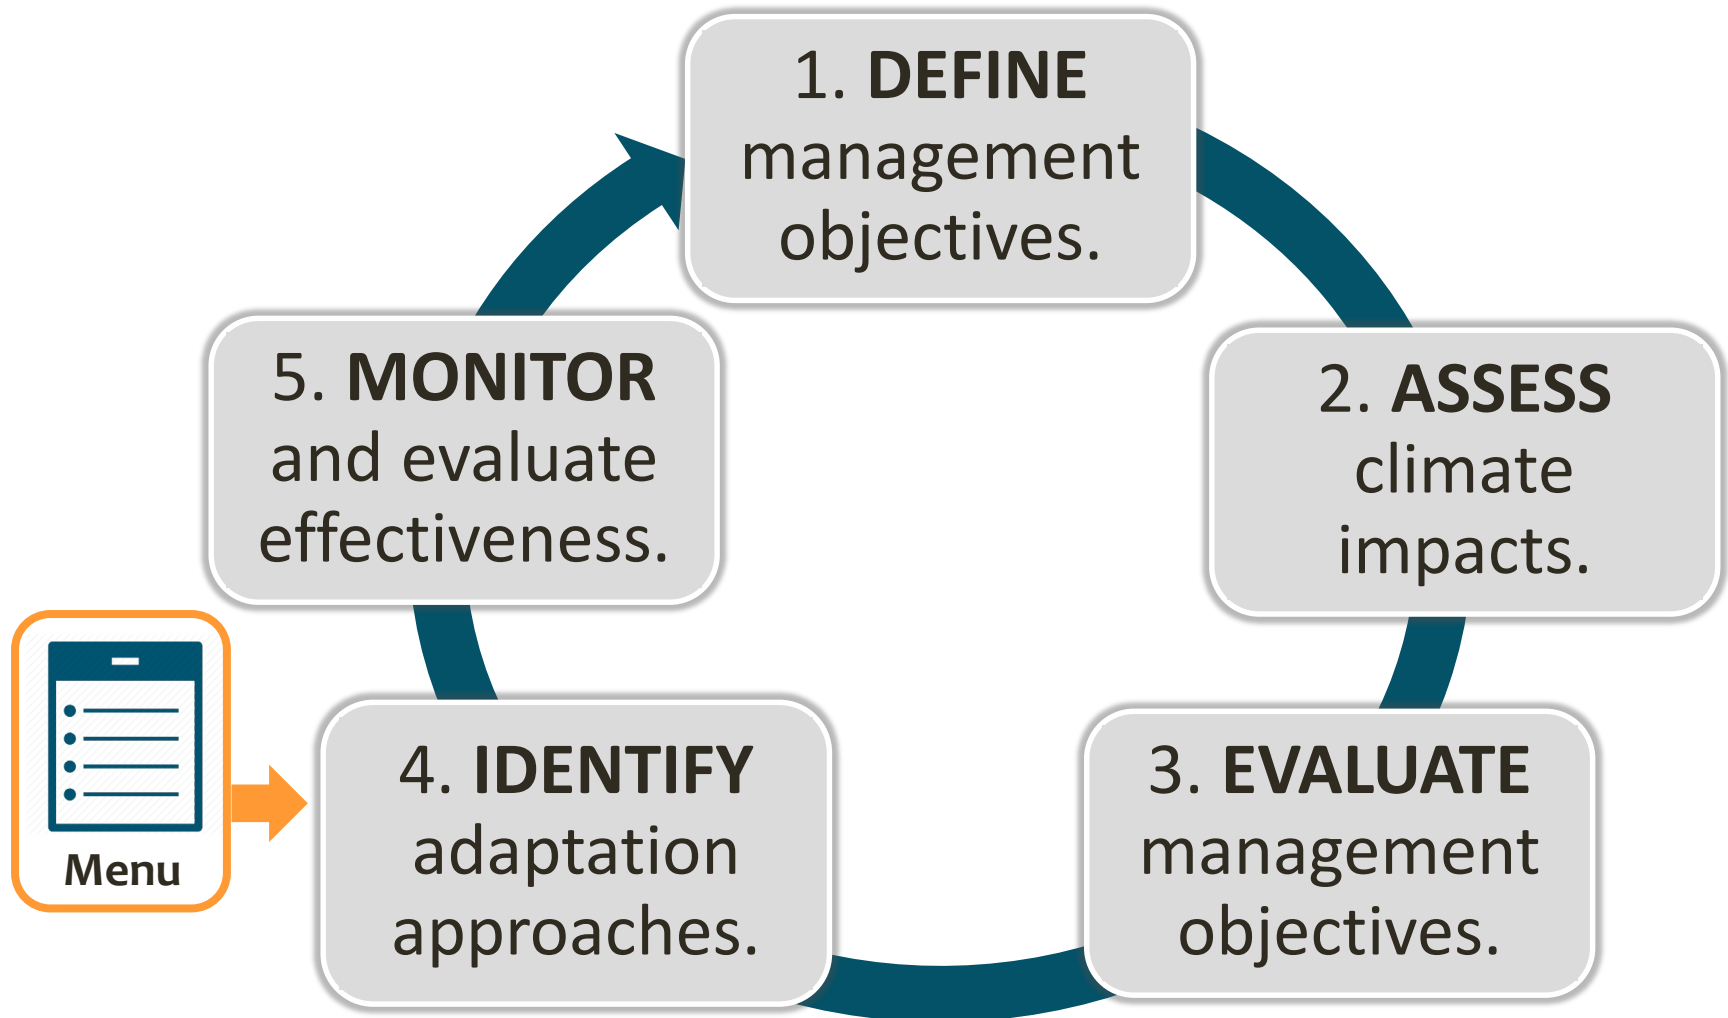 1. DEFINE
management
objectives.
2. ASSESS
climate
impacts.
3. EVALUATE
management
objectives.
4. IDENTIFY
adaptation
approaches.
5. MONITOR
and evaluate
effectiveness.
Menu